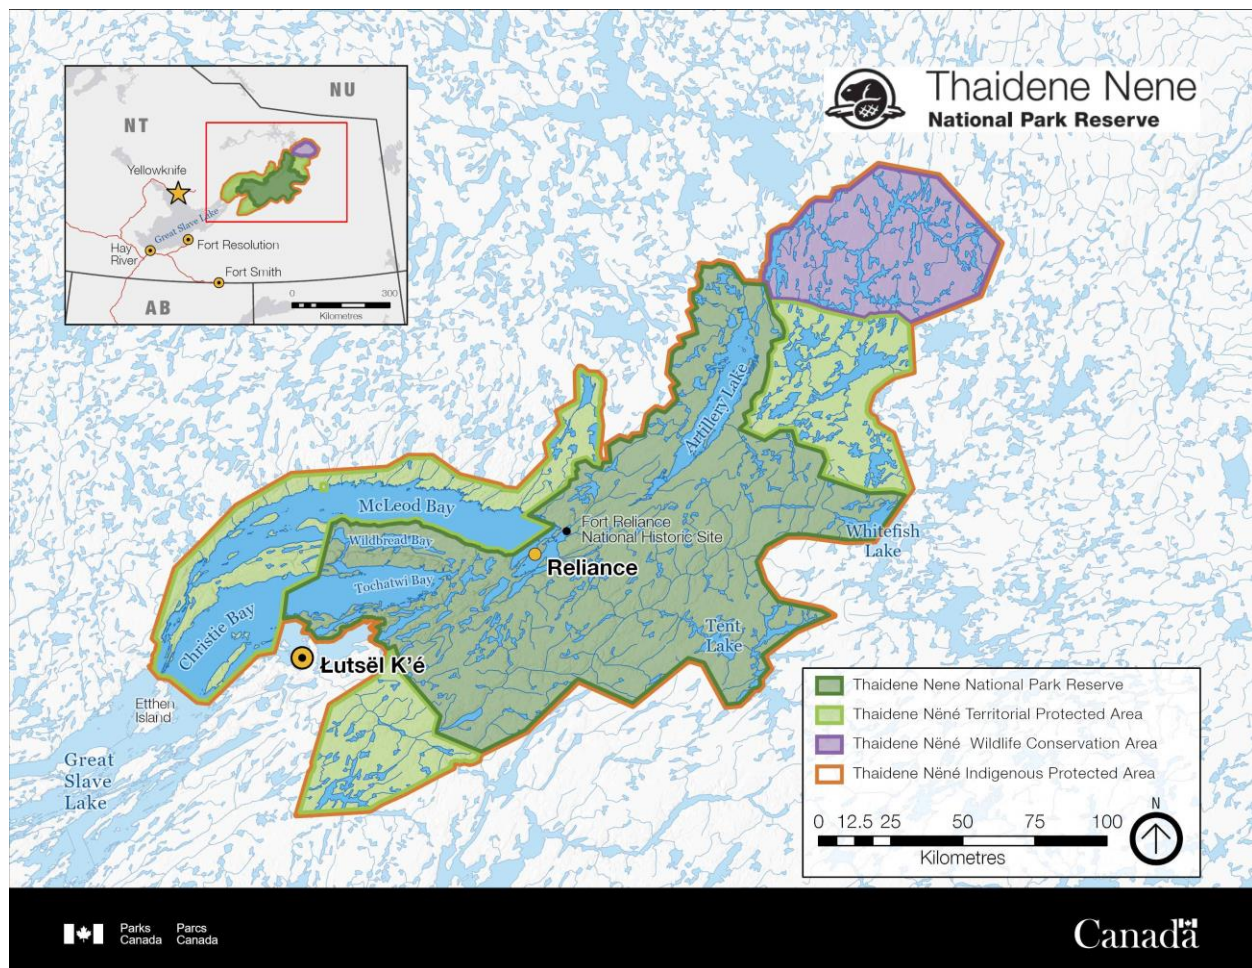 Thaidene Nene
National Park Reserve
NU
NT
Yellowknife
Great Slave Lake
Hay
River
Fort Resolution
Fort Smith
AB
0 300
Kilometres
Artillery Lake
McLeod Bay
Fort Reliance
National Historic Site
Wildbread Bay
Whitefish
Lake
Reliance
Tochatwi Bay
Christie Bay
Tent
Lake
Łutsël K'é
Etthen
Island
Great
Slave
Lake
Thaidene Nene National Park Reserve
Thaidene Nëné Territorial Protected Area
Thaidene Nëné Wildlife Conservation Area
Thaidene Nëné Indigenous Protected Area
0 12.5 25 50 75 100
Kilometres
N
Parks Parcs
Canada Canada
Canada